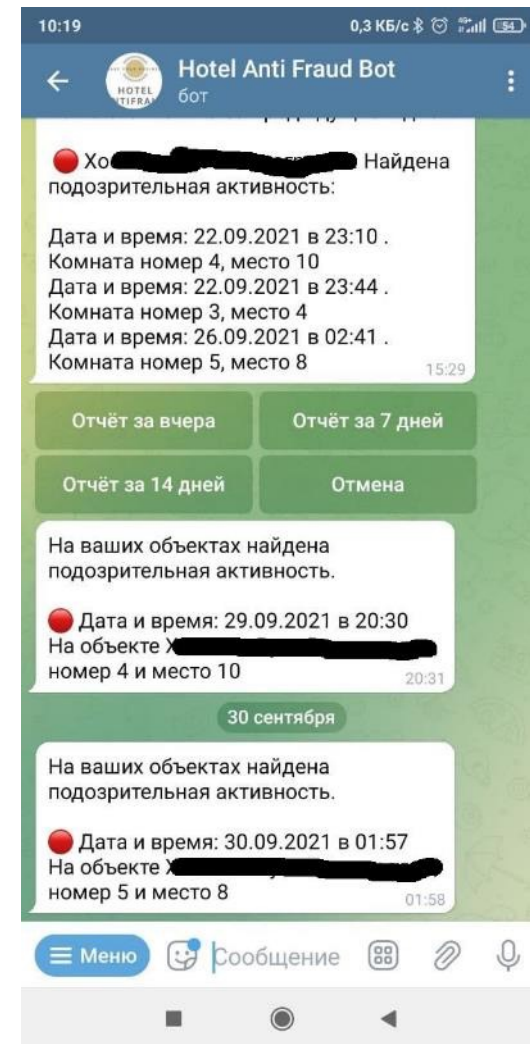 10:19
0,3 КБ/с
54
Hotel Anti Fraud Bot
бот
HOTEL
Хо Найдена
подозрительная активность:
Дата и время: 22.09.2021 в 23:10 .
Комната номер 4, место 10
Дата и время: 22.09.2021 в 23:44 .
Комната номер 3, место 4
Дата и время: 26.09.2021 в 02:41 .
Комната номер 5, место 8
15:29
Отчёт за вчера
Отчёт за 7 дней
Отчёт за 14 дней
Отмена
На ваших объектах найдена
подозрительная активность.
Дата и время: 29.09.2021 в 20:30
На объекте Х
номер 4 и место 10
20:31
30 сентября
На ваших объектах найдена
подозрительная активность.
Дата и время: 30.09.2021 в 01:57
На объекте Х
номер 5 и место 8
01:58
Меню
Сообщение